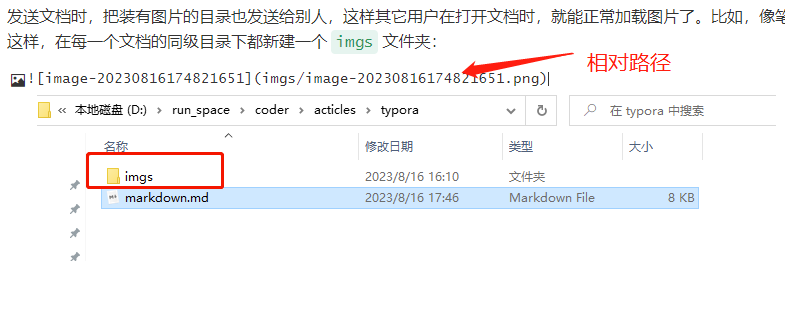 发送文档时，把装有图片的目录也发送给别人，这样其它用户在打开文档时，就能正常加载图片了。比如，像笔
这样，在每一个文档的同级目录下都新建一个 imgs 文件夹：
相对路径
![image-20230816174821651](imgs/image-20230816174821651.png)
« 本地磁盘 (D:) › run_space › coder › acticles › typora
在 typora 中搜索
名称 修改日期 类型 大小
imgs 2023/8/16 16:10 文件夹
markdown.md 2023/8/16 17:46 Markdown File 8 KB